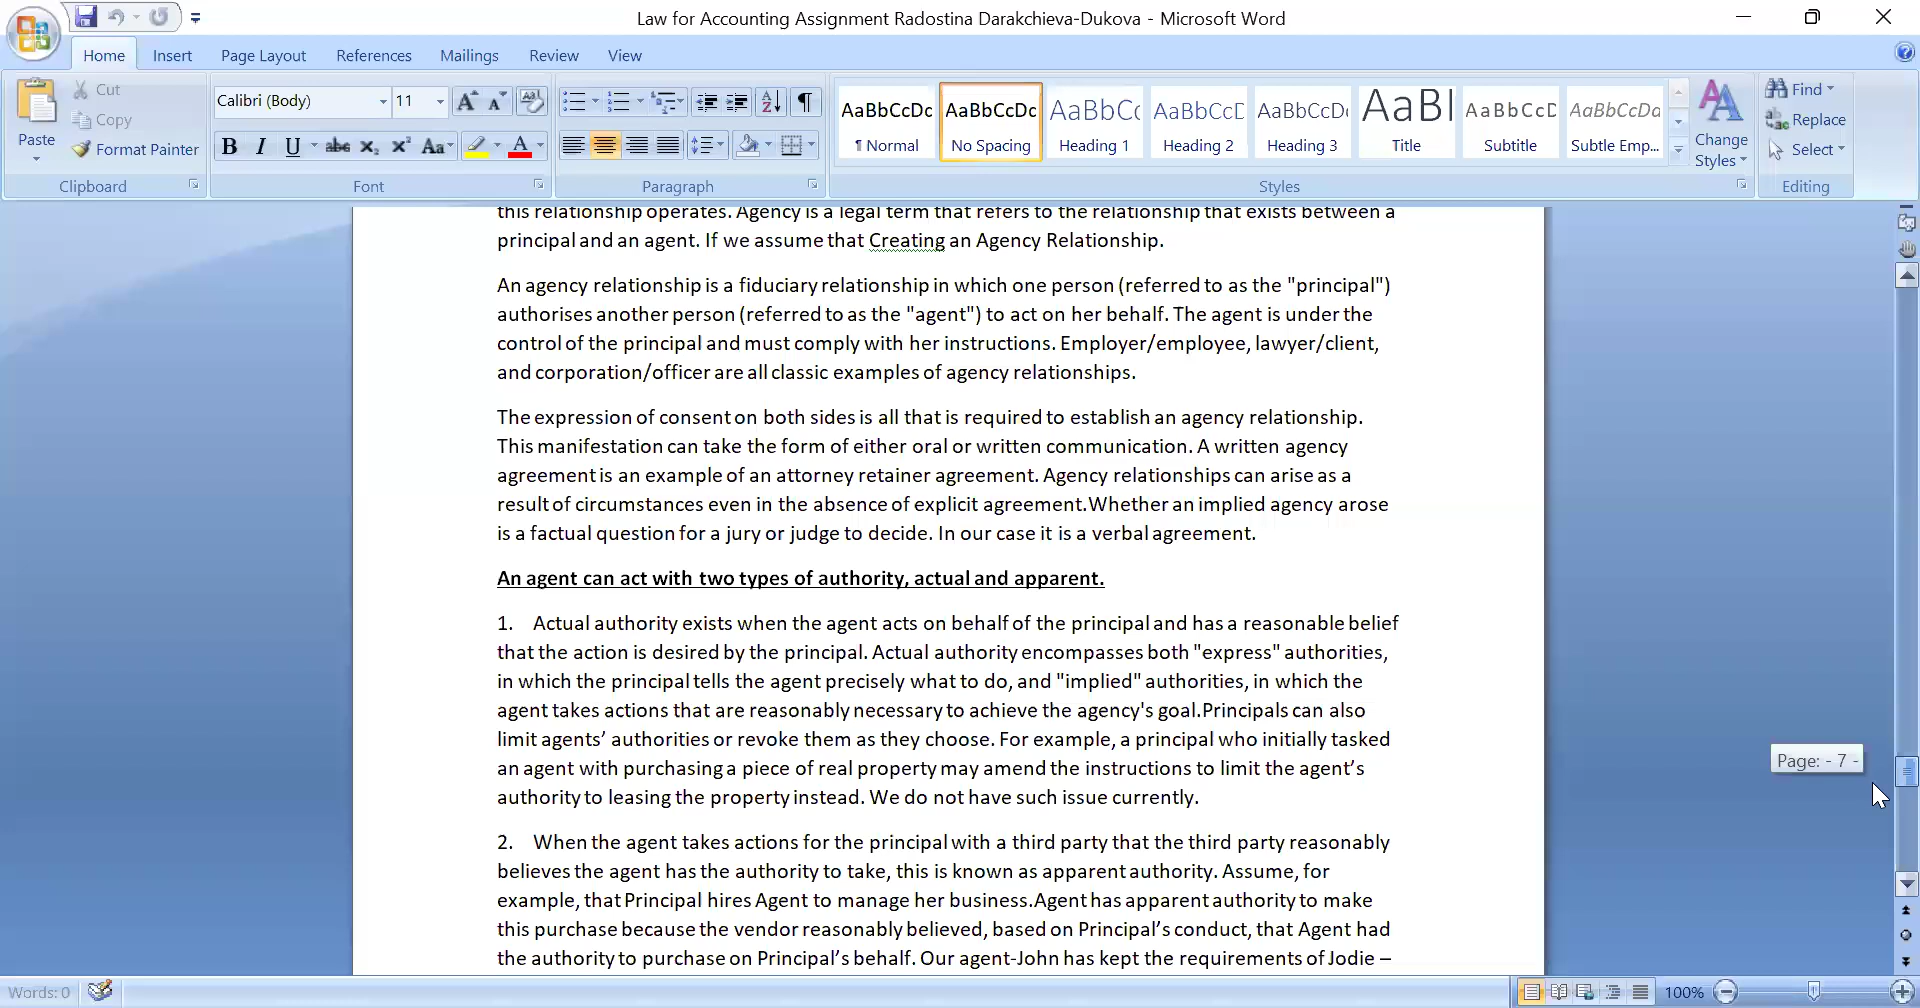 Law for Accounting Assignment Radostina Darakchieva-Dukova - Microsoft Word
Home Insert Page Layout References Mailings Review View
Paste Cut Copy Format Painter
Clipboard
Calibri (Body) 11
B I U abc X₂ X² Aa A
Font
Paragraph
AaBbCcDc AaBbCcDc AaBbC AaBbCcD AaBbCcD AaBl AaBbCcD AaBbCcDa
¶ Normal No Spacing Heading 1 Heading 2 Heading 3 Title Subtitle Subtle Emp...
Change Styles
Styles
Find
Replace
Select
Editing
this relationship operates. Agency is a legal term that refers to the relationship that exists between a
principal and an agent. If we assume that Creating an Agency Relationship.
An agency relationship is a fiduciary relationship in which one person (referred to as the "principal")
authorises another person (referred to as the "agent") to act on her behalf. The agent is under the
control of the principal and must comply with her instructions. Employer/employee, lawyer/client,
and corporation/officer are all classic examples of agency relationships.
The expression of consent on both sides is all that is required to establish an agency relationship.
This manifestation can take the form of either oral or written communication. A written agency
agreement is an example of an attorney retainer agreement. Agency relationships can arise as a
result of circumstances even in the absence of explicit agreement.Whether an implied agency arose
is a factual question for a jury or judge to decide. In our case it is a verbal agreement.
An agent can act with two types of authority, actual and apparent.
1. Actual authority exists when the agent acts on behalf of the principal and has a reasonable belief
that the action is desired by the principal. Actual authority encompasses both "express" authorities,
in which the principal tells the agent precisely what to do, and "implied" authorities, in which the
agent takes actions that are reasonably necessary to achieve the agency's goal.Principals can also
limit agents’ authorities or revoke them as they choose. For example, a principal who initially tasked
an agent with purchasing a piece of real property may amend the instructions to limit the agent’s
authority to leasing the property instead. We do not have such issue currently.
2. When the agent takes actions for the principal with a third party that the third party reasonably
believes the agent has the authority to take, this is known as apparent authority. Assume, for
example, that Principal hires Agent to manage her business.Agent has apparent authority to make
this purchase because the vendor reasonably believed, based on Principal’s conduct, that Agent had
the authority to purchase on Principal’s behalf. Our agent-John has kept the requirements of Jodie –
Page: - 7 -
Words: 0
100%